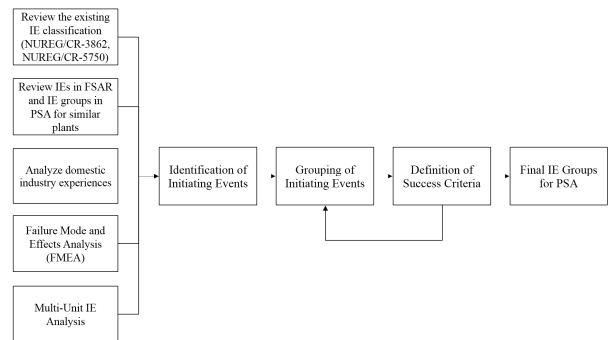 Review the existing
IE classification
(NUREG/CR-3862,
NUREG/CR-5750)
Review IEs in FSAR
and IE groups in
PSA for similar
plants
Analyze domestic
industry experiences
Failure Mode and
Effects Analysis
(FMEA)
Multi-Unit IE
Analysis
Identification of
Initiating Events
Grouping of
Initiating Events
Definition of
Success Criteria
Final IE Groups
for PSA